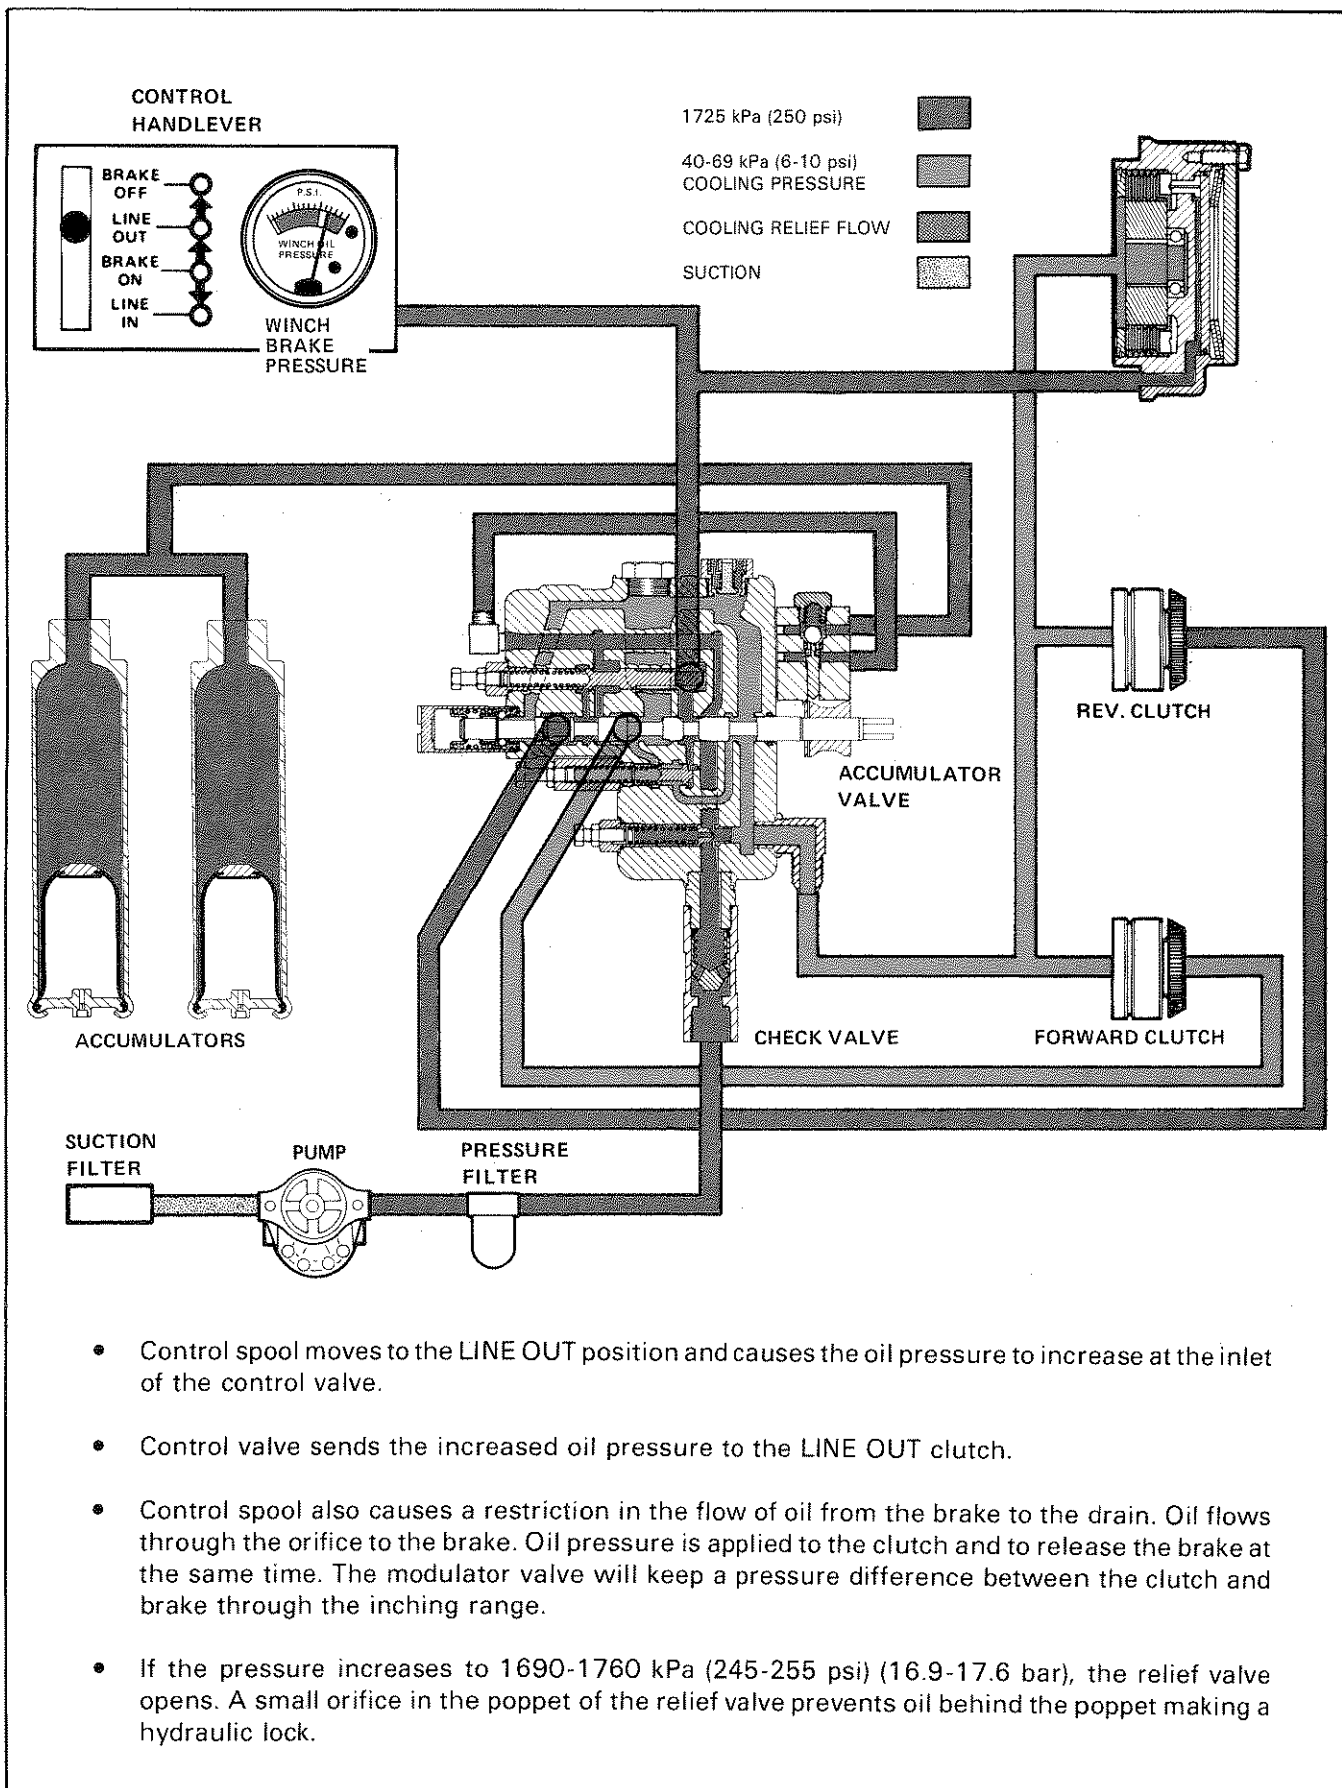 CONTROL
HANDLEVER
BRAKE
OFF
LINE
OUT
BRAKE
ON
LINE
IN
P.S.I.
WINCH OIL
PRESSURE
WINCH
BRAKE
PRESSURE
1725 kPa (250 psi)
40-69 kPa (6-10 psi)
COOLING PRESSURE
COOLING RELIEF FLOW
SUCTION
REV. CLUTCH
ACCUMULATOR
VALVE
ACCUMULATORS
CHECK VALVE
FORWARD CLUTCH
SUCTION
FILTER
PUMP
PRESSURE
FILTER
• Control spool moves to the LINE OUT position and causes the oil pressure to increase at the inlet
of the control valve.
• Control valve sends the increased oil pressure to the LINE OUT clutch.
• Control spool also causes a restriction in the flow of oil from the brake to the drain. Oil flows
through the orifice to the brake. Oil pressure is applied to the clutch and to release the brake at
the same time. The modulator valve will keep a pressure difference between the clutch and
brake through the inching range.
• If the pressure increases to 1690-1760 kPa (245-255 psi) (16.9-17.6 bar), the relief valve
opens. A small orifice in the poppet of the relief valve prevents oil behind the poppet making a
hydraulic lock.